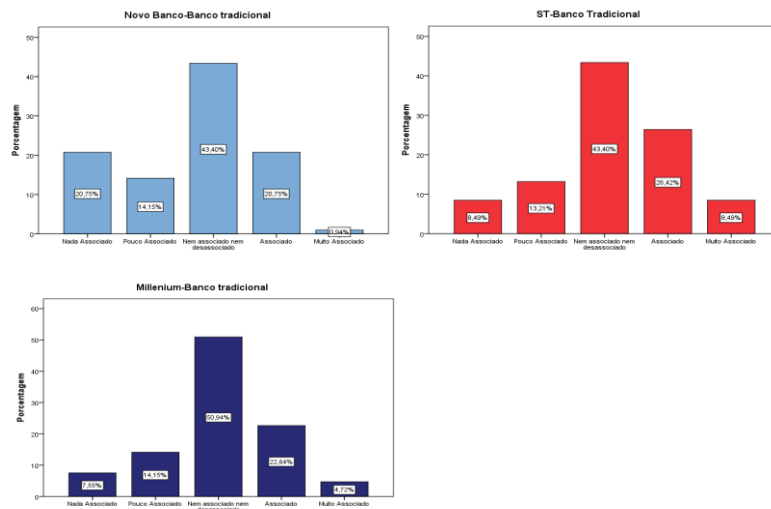 Novo Banco-Banco tradicional
Porcentagem
50
40
30
20
10
0
20,75%
14,15%
43,40%
20,75%
0,94%
Nada Associado
Pouco Associado
Nem associado nem
desassociado
Associado
Muito Associado
ST-Banco Tradicional
Porcentagem
50
40
30
20
10
0
8,49%
13,21%
43,40%
26,42%
8,49%
Nada Associado
Pouco Associado
Nem associado nem
desassociado
Associado
Muito Associado
Millenium-Banco tradicional
Porcentagem
60
50
40
30
20
10
0
7,55%
14,15%
50,94%
22,64%
4,72%
Nada Associado
Pouco Associado
Nem associado nem
desassociado
Associado
Muito Associado